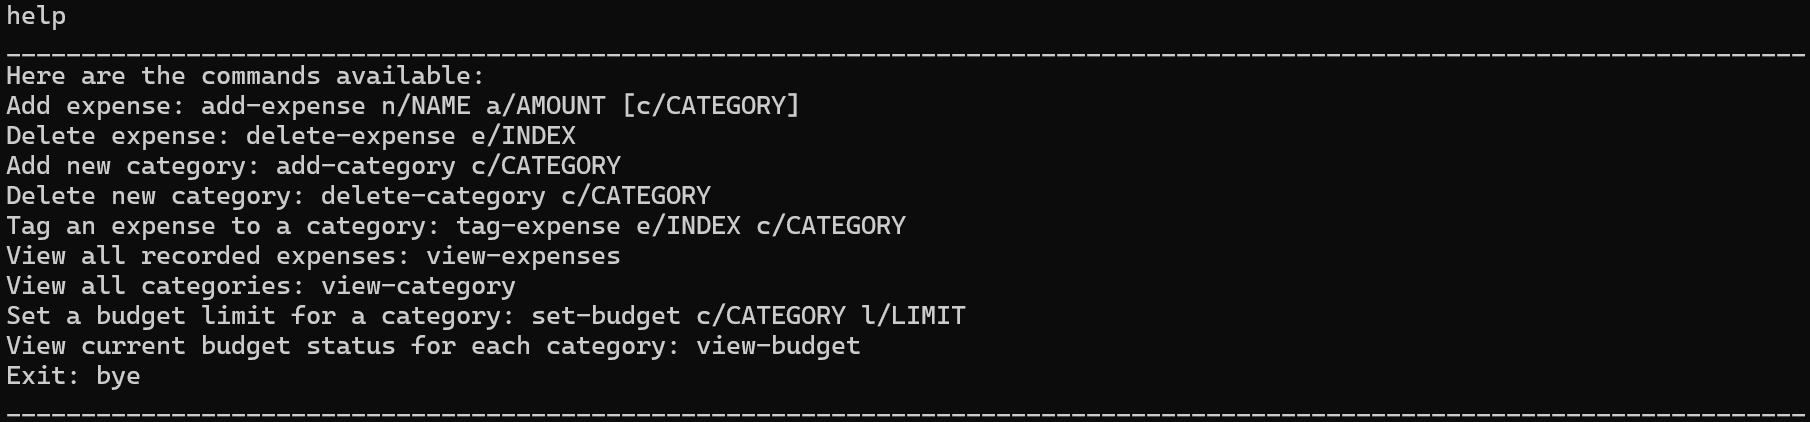 help
____________________________________________________________________________________________________________________________
Here are the commands available:
Add expense: add-expense n/NAME a/AMOUNT [c/CATEGORY]
Delete expense: delete-expense e/INDEX
Add new category: add-category c/CATEGORY
Delete new category: delete-category c/CATEGORY
Tag an expense to a category: tag-expense e/INDEX c/CATEGORY
View all recorded expenses: view-expenses
View all categories: view-category
Set a budget limit for a category: set-budget c/CATEGORY l/LIMIT
View current budget status for each category: view-budget
Exit: bye
____________________________________________________________________________________________________________________________